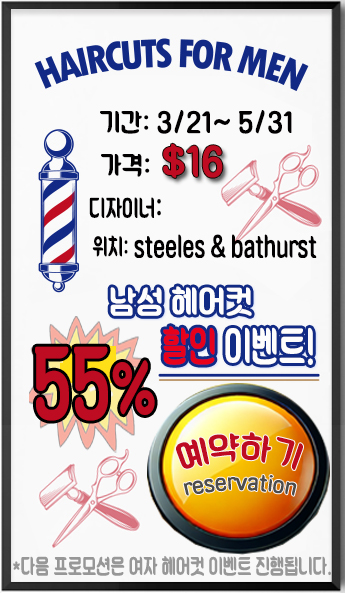 HAIRCUTS FOR MEN
기간: 3/21~ 5/31
가격: $16
디자이너:
위치: steeles & bathurst
남성 헤어컷
할인 이벤트!
55%
예약하기
reservation
*다음 프로모션은 여자 헤어컷 이벤트 진행됩니다.